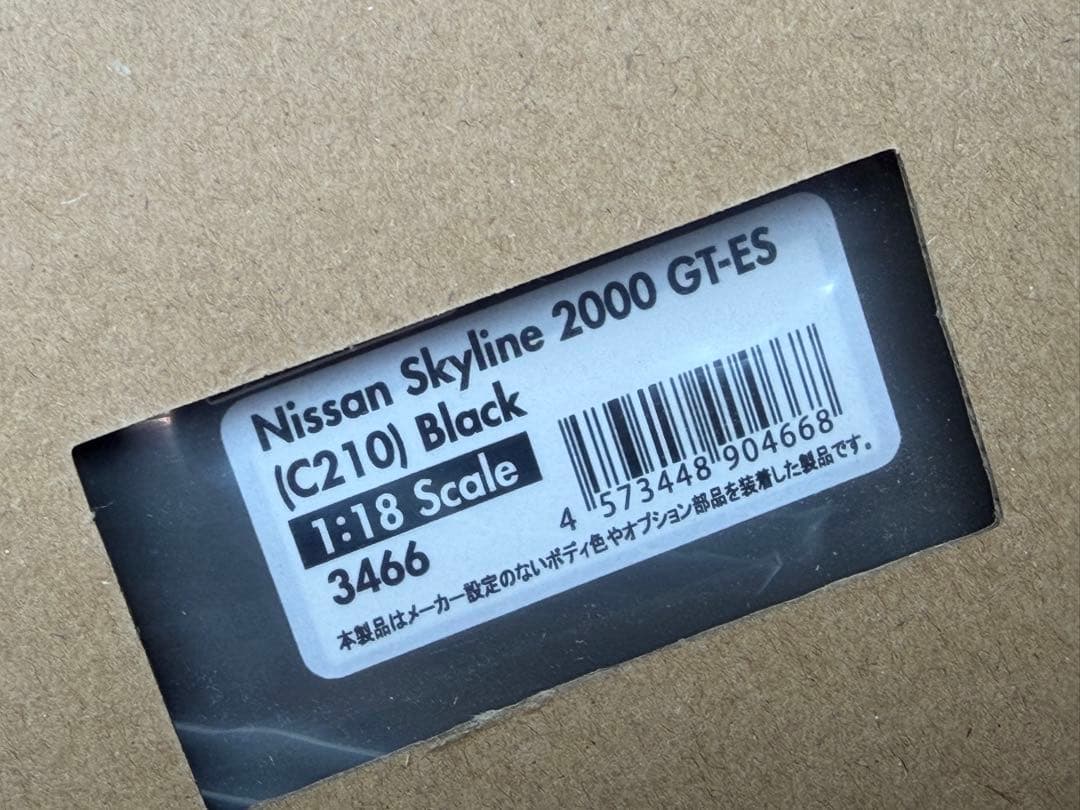 Nissan Skyline 2000 GT-ES
(C210) Black
1:18 Scale
3466
4 573448 904668
本製品はメーカー設定のないボディ色やオプション部品を装着した製品です。